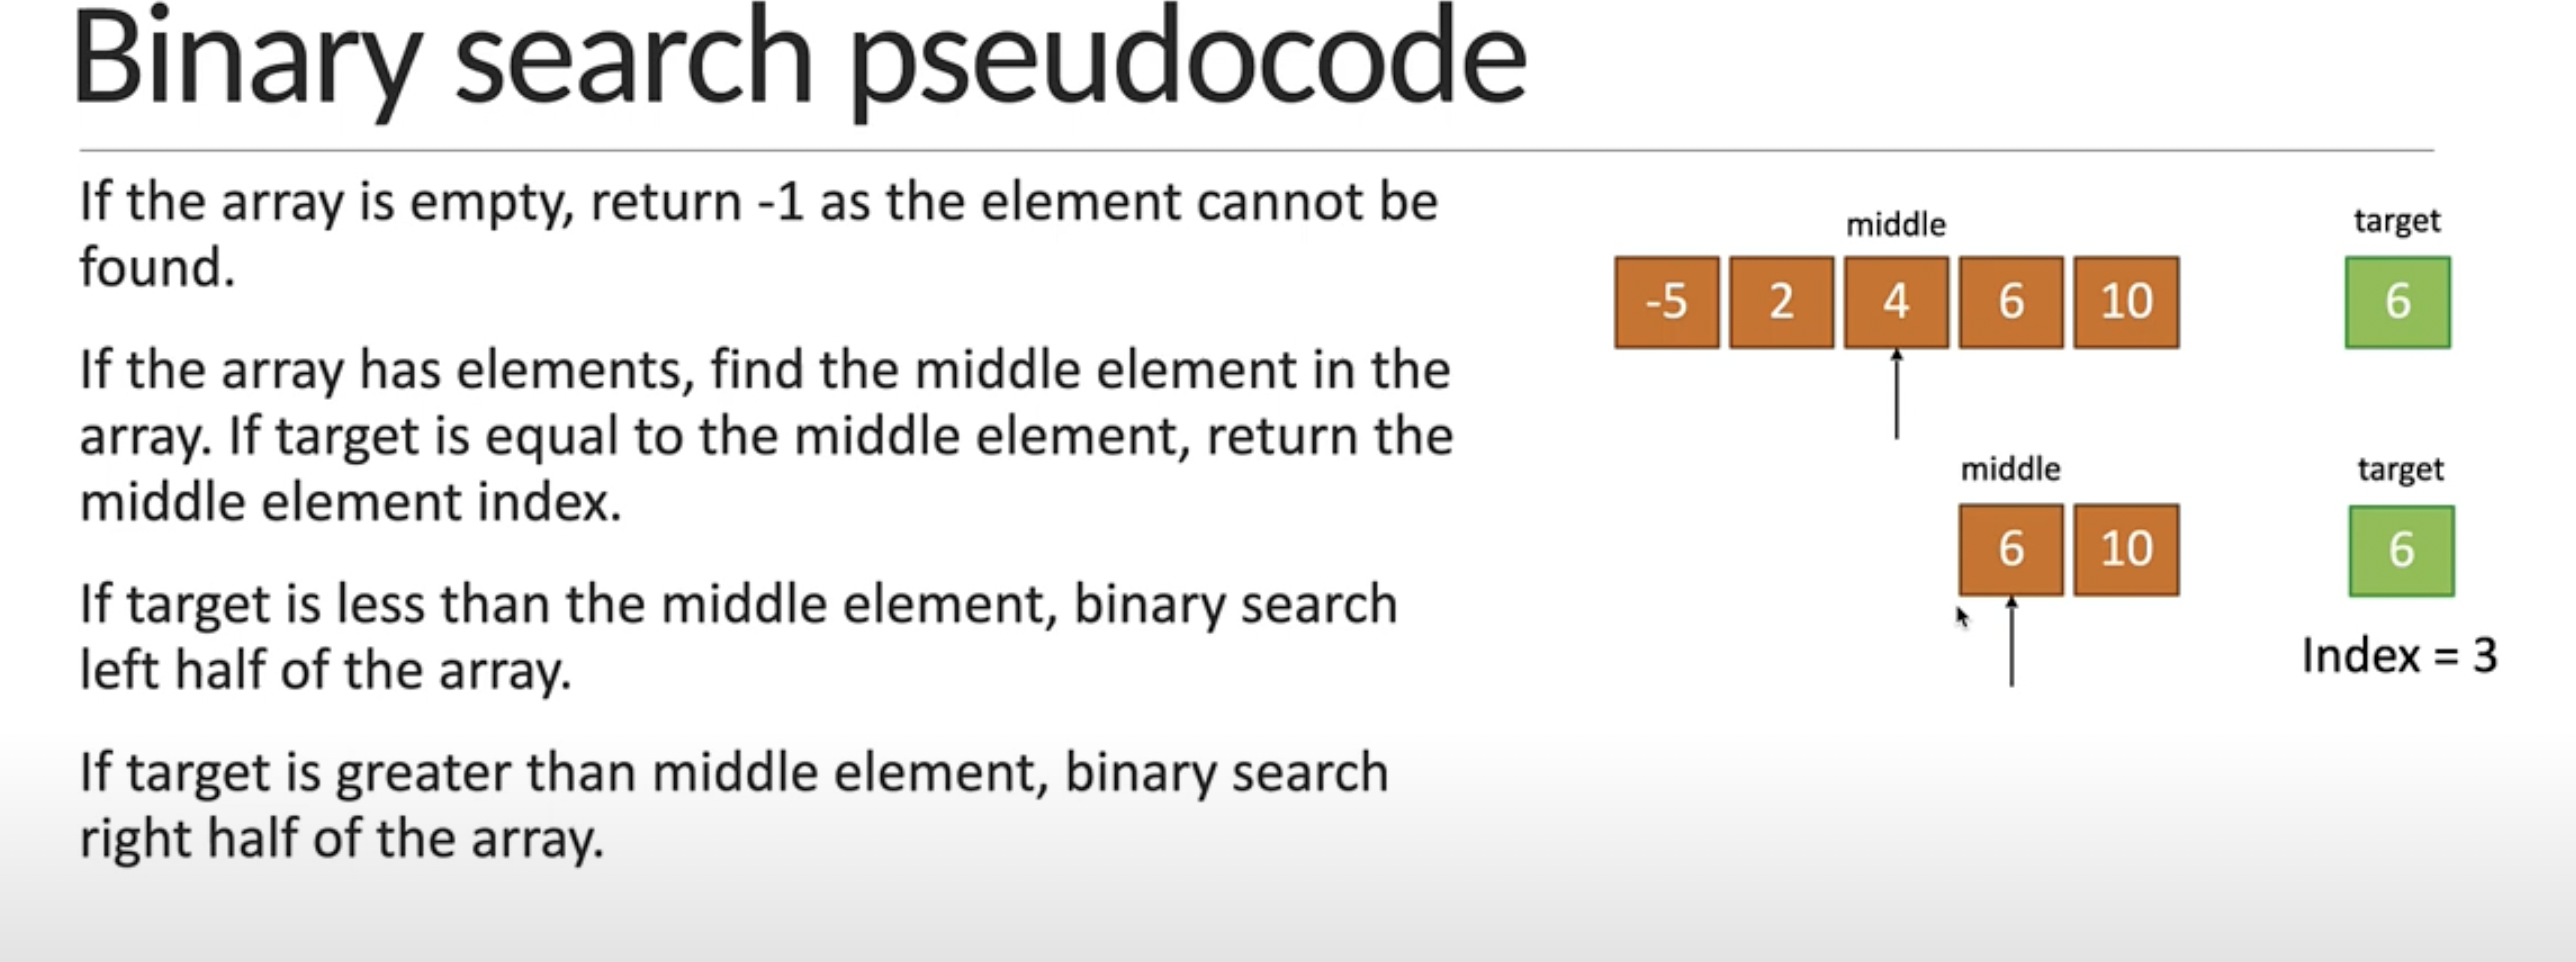 Binary search pseudocode
If the array is empty, return -1 as the element cannot be
found.
If the array has elements, find the middle element in the
array. If target is equal to the middle element, return the
middle element index.
If target is less than the middle element, binary search
left half of the array.
If target is greater than middle element, binary search
right half of the array.
middle target
-5 2 4 6 10 6
middle target
6 10 6
Index = 3